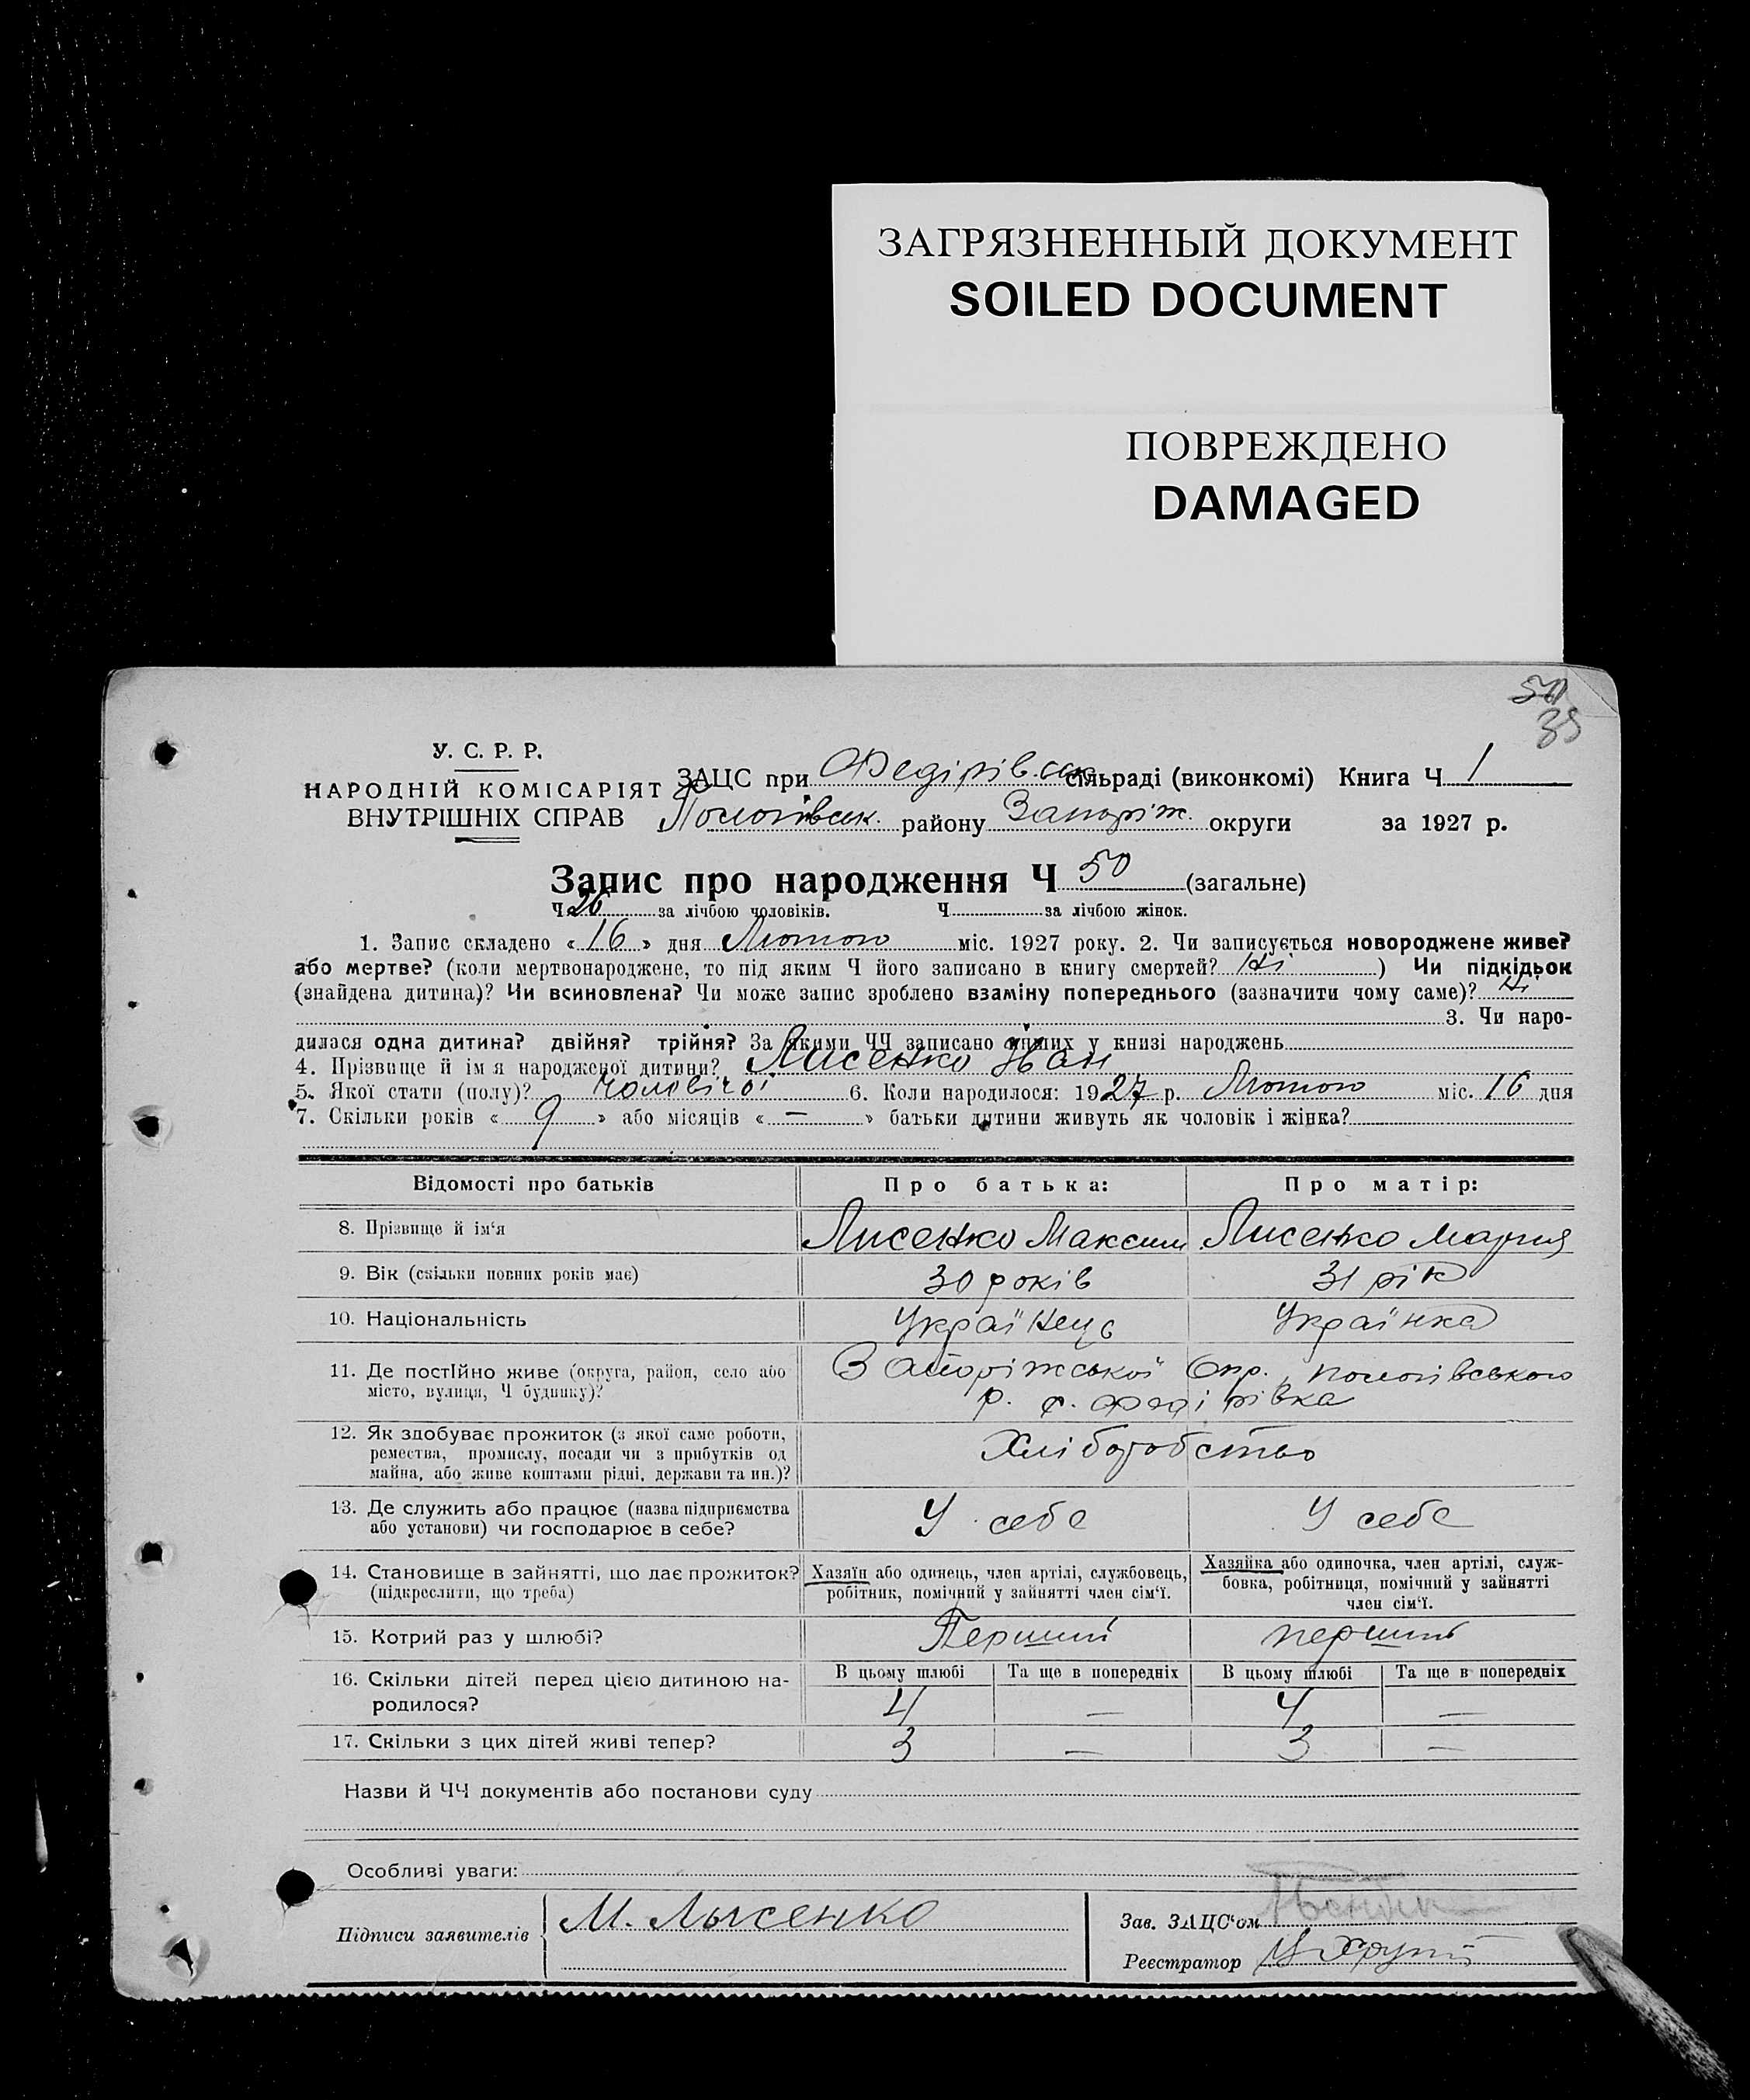 ЗАГРЯЗНЕННЫЙ ДОКУМЕНТ
SOILED DOCUMENT
ПОВРЕЖДЕНО
DAMAGED
50
35
У. С. Р. Р.
НАРОДНІЙ КОМІСАРІЯТ
ВНУТРІШНІХ СПРАВ
ЗАЦС при Федірівськ сільраді (виконкомі) Книга Ч 1
Пологівськ. району Запоріж. округи за 1927 р.
Запис про народження Ч 50 (загальне)
Ч 26 за лічбою чоловіків. Ч за лічбою жінок.
1. Запис складено «16» дня Лютого міс. 1927 року. 2. Чи записується новороджене живе?
або мертве? (коли мертвонароджене, то під яким Ч його записано в книгу смертей? Ні ) Чи підкідьок
(знайдена дитина)? Чи всиновлена? Чи може запис зроблено взаміну попереднього (зазначити чому саме)? Ні
3. Чи наро-
дилася одна дитина? двійня? трійня? За якими ЧЧ записано інших у книзі народжень
4. Прізвище й ім я народженої дитини? Лисенко Іван
5. Якої стати (полу)? чоловічої 6. Коли народилося: 1927 р. Лютого міс. 16 дня
7. Скільки років « 9 » або місяців « — » батьки дитини живуть як чоловік і жінка?
Відомості про батьків Про батька: Про матір:
8. Прізвище й ім‘я Лисенко Максим Лисенко Мария
9. Вік (скільки повних років має) 30 років 31 рік
10. Національність Українець Українка
11. Де постійно живе (округа, район, село або Запоріжської Окр., Пологівського
місто, вулиця, Ч будинку)? р. с. Федірівка
12. Як здобуває прожиток (з якої саме роботи, Хліборобство
ремества, промислу, посади чи з прибутків од
майна, або живе коштами рідні, держави та ин.)?
13. Де служить або працює (назва підприємства У себе У себе
або установи) чи господарює в себе?
14. Становище в зайнятті, що дає прожиток? Хазяїн або одинець, член артілі, службовець, Хазяйка або одиночка, член артілі, служ-
(підкреслити, що треба) робітник, помічний у зайнятті член сім‘ї. бовка, робітниця, помічний у зайнятті
член сім‘ї.
15. Котрий раз у шлюбі? Перший перший
16. Скільки дітей перед цією дитиною на- В цьому шлюбі Та ще в попередніх В цьому шлюбі Та ще в попередніх
родилося? 4 — 4 —
17. Скільки з цих дітей живі тепер? 3 — 3 —
Назви й ЧЧ документів або постанови суду
Особливі уваги:
Підписи заявителів М. Лысенко Зав. ЗАЦС‘ом
Реєстратор